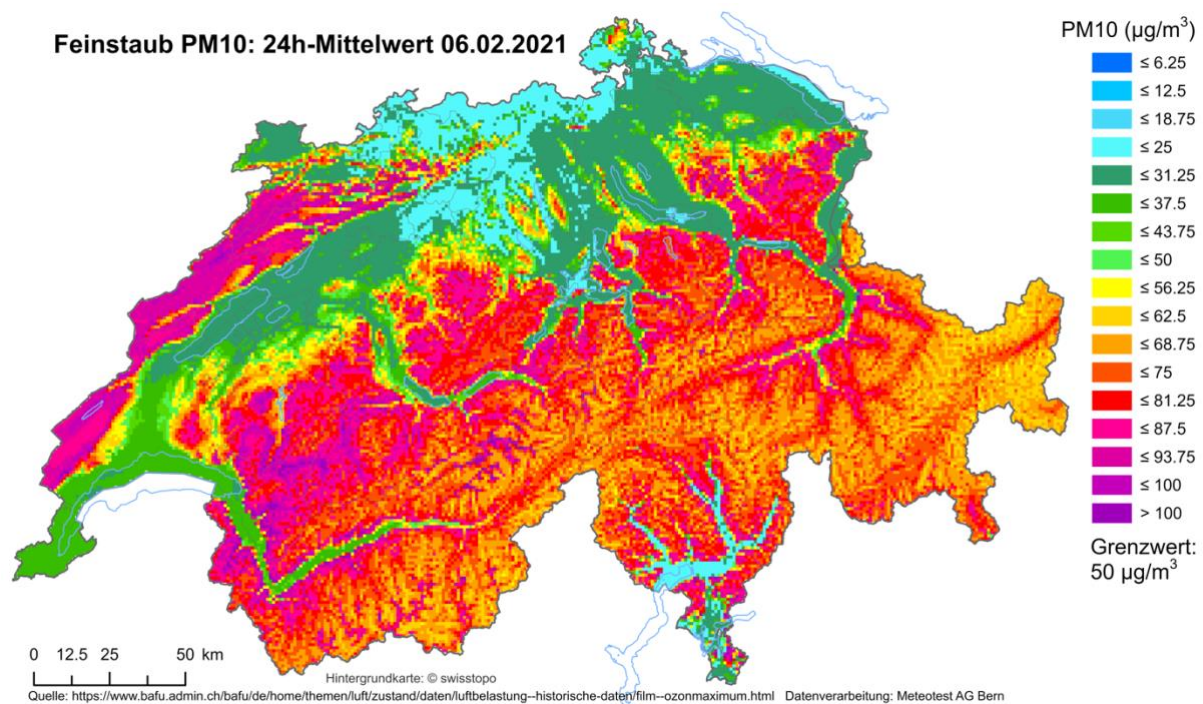 Feinstaub PM10: 24h-Mittelwert 06.02.2021
PM10 (µg/m³)
≤ 6.25
≤ 12.5
≤ 18.75
≤ 25
≤ 31.25
≤ 37.5
≤ 43.75
≤ 50
≤ 56.25
≤ 62.5
≤ 68.75
≤ 75
≤ 81.25
≤ 87.5
≤ 93.75
≤ 100
> 100
Grenzwert:
50 µg/m³
0 12.5 25 50 km
Hintergrundkarte: © swisstopo
Quelle: https://www.bafu.admin.ch/bafu/de/home/themen/luft/zustand/daten/luftbelastung--historische-daten/film--ozonmaximum.html Datenverarbeitung: Meteotest AG Bern